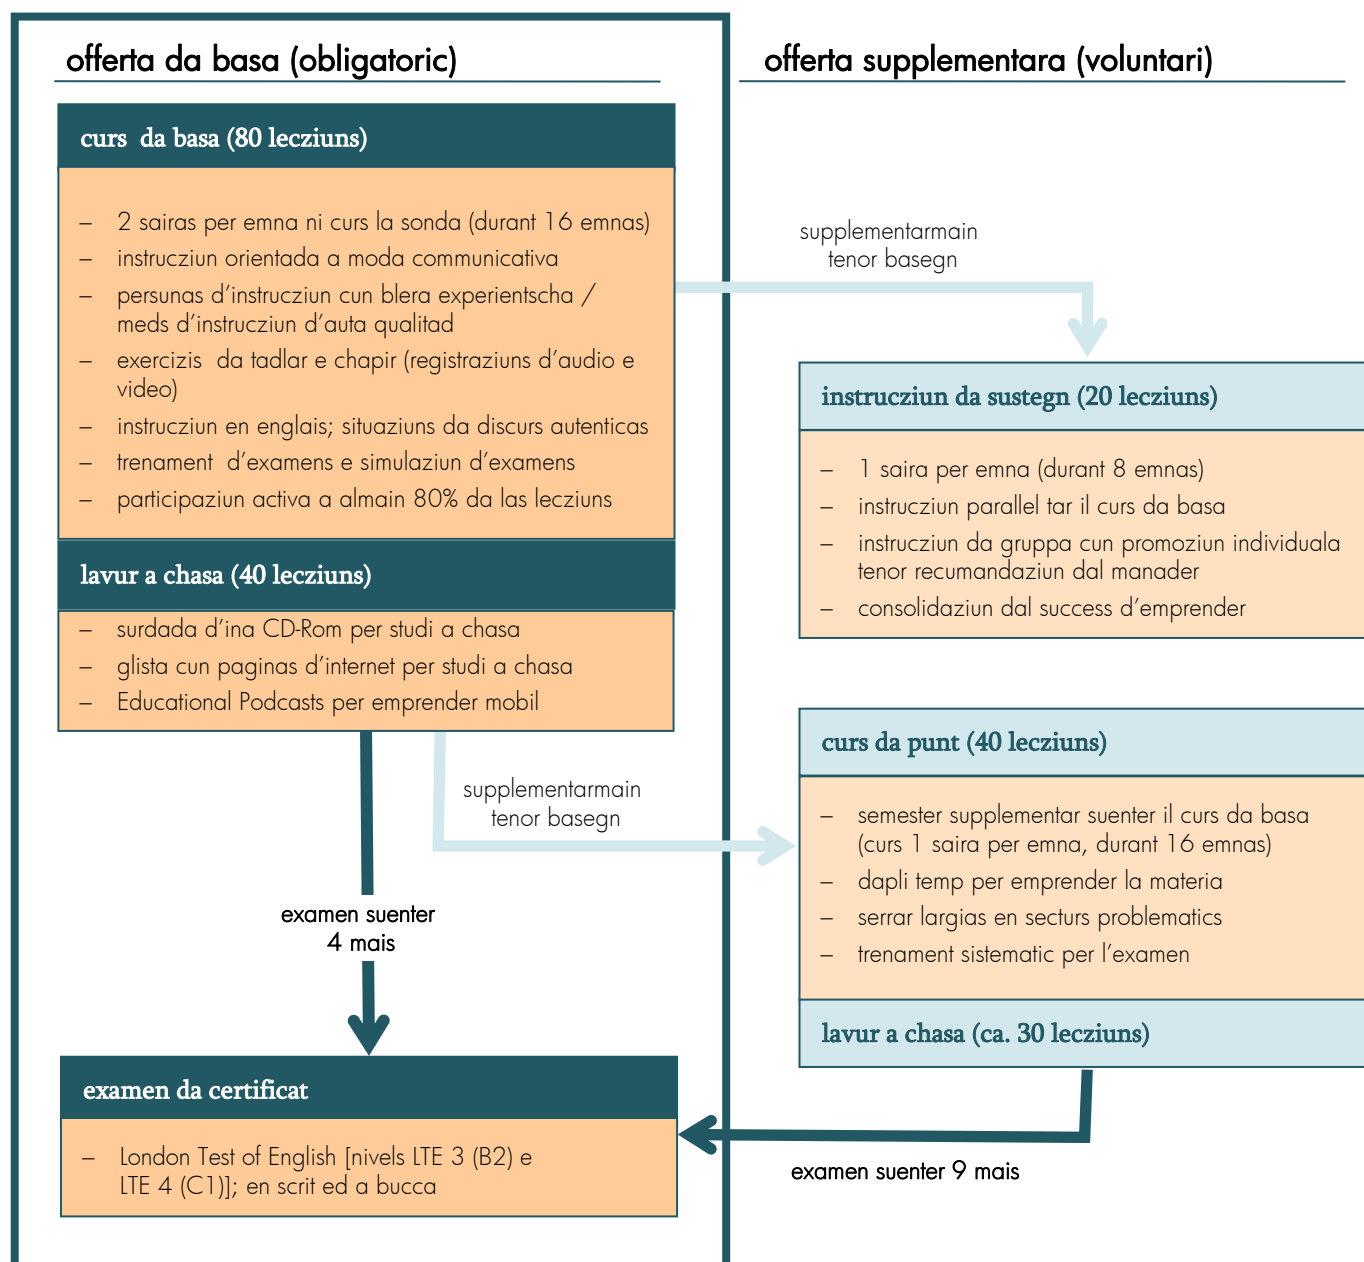 offerta da basa (obligatoric)
curs da basa (80 lecziuns)
– 2 sairas per emna ni curs la sonda (durant 16 emnas)
– instrucziun orientada a moda communicativa
– persunas d’instrucziun cun blera experientscha /
meds d’instrucziun d’auta qualitad
– exercizis da tadlar e chapir (registraziuns d’audio e
video)
– instrucziun en englais; situaziuns da discurs autenticas
– trenament d’examens e simulaziun d’examens
– participaziun activa a almain 80% da las lecziuns
lavur a chasa (40 lecziuns)
– surdada d’ina CD-Rom per studi a chasa
– glista cun paginas d’internet per studi a chasa
– Educational Podcasts per emprender mobil
supplementarmain
tenor basegn
examen suenter
4 mais
examen da certificat
– London Test of English [nivels LTE 3 (B2) e
LTE 4 (C1)]; en scrit ed a bucca
offerta supplementara (voluntari)
supplementarmain
tenor basegn
instrucziun da sustegn (20 lecziuns)
– 1 saira per emna (durant 8 emnas)
– instrucziun parallel tar il curs da basa
– instrucziun da gruppa cun promoziun individuala
tenor recumandaziun dal manader
– consolidaziun dal success d’emprender
curs da punt (40 lecziuns)
– semester supplementar suenter il curs da basa
(curs 1 saira per emna, durant 16 emnas)
– dapli temp per emprender la materia
– serrar largias en secturs problematics
– trenament sistematic per l’examen
lavur a chasa (ca. 30 lecziuns)
examen suenter 9 mais